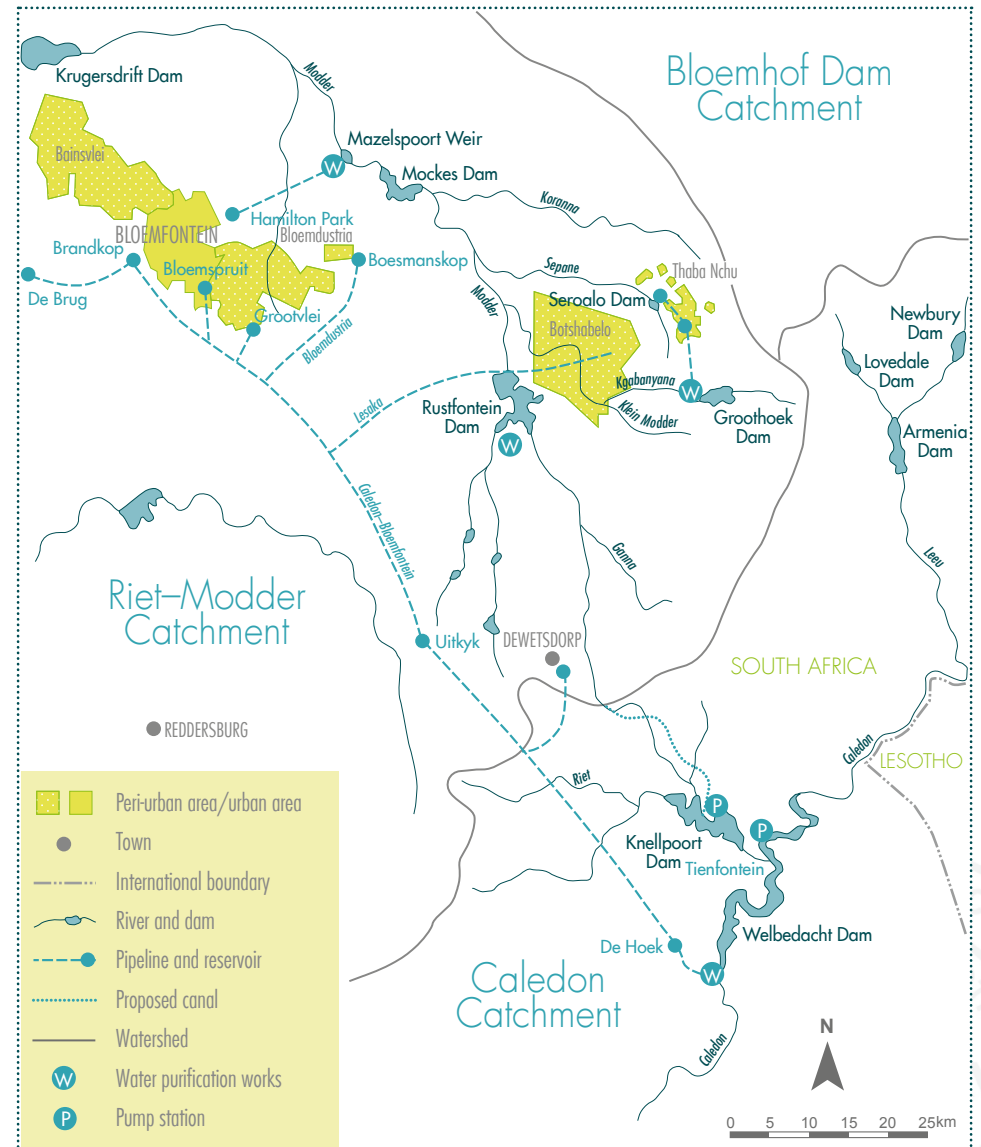 Krugersdrift Dam
Modder
Bloemhof Dam
Catchment
Bainsvlei
Mazelspoort Weir
W
Mockes Dam
Koranna
Hamilton Park
BLOEMFONTEIN
Bloemdustria
Brandkop
Bloemspruit
Boesmanskop
De Brug
Grootvlei
Bloemdustria
Sepane
Thaba Nchu
Seroalo Dam
Modder
Botshabelo
Newbury
Dam
Lovedale
Dam
Kgabanyana
W
Groothoek
Dam
Klein Modder
Lesaka
Rustfontein
Dam
W
Armenia
Dam
Caledon–Bloemfontein
Ganna
Leeu
Riet–Modder
Catchment
Uitkyk
DEWETSDORP
SOUTH AFRICA
REDDERSBURG
Caledon
LESOTHO
Riet
P
P
Knellpoort
Dam
Tienfontein
Welbedacht Dam
De Hoek
W
Caledon
Catchment
Caledon
Peri-urban area/urban area
Town
International boundary
River and dam
Pipeline and reservoir
Proposed canal
Watershed
W Water purification works
P Pump station
N
0 5 10 15 20 25km